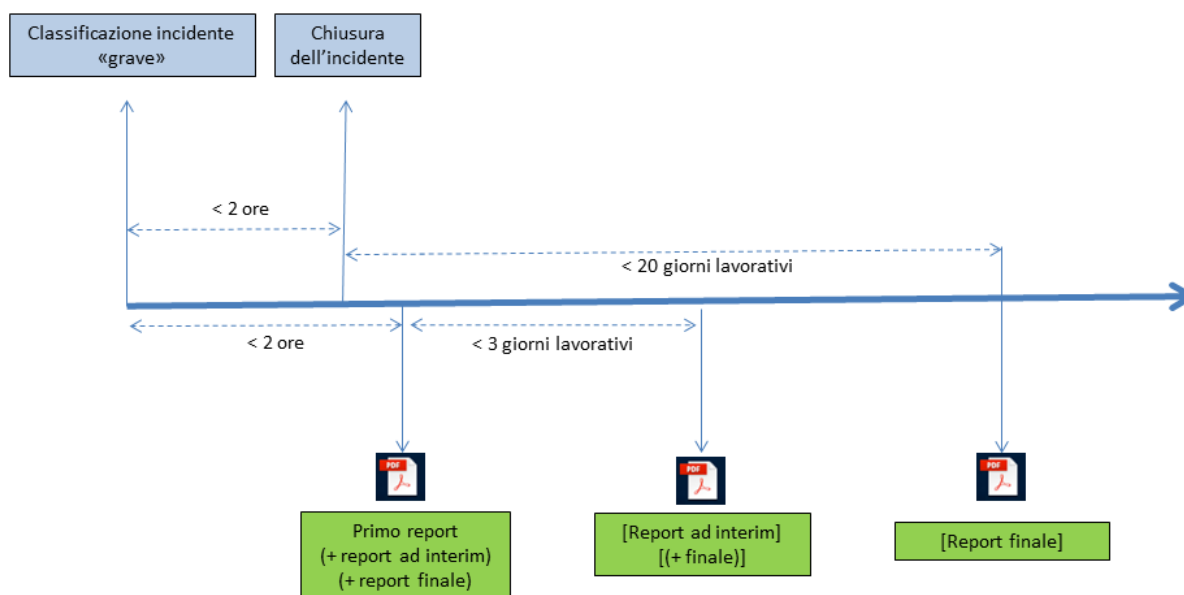 Classificazione incidente
«grave»
Chiusura
dell’incidente
< 2 ore
< 20 giorni lavorativi
< 2 ore
< 3 giorni lavorativi
PDF
PDF
PDF
Primo report
(+ report ad interim)
(+ report finale)
[Report ad interim]
[(+ finale)]
[Report finale]